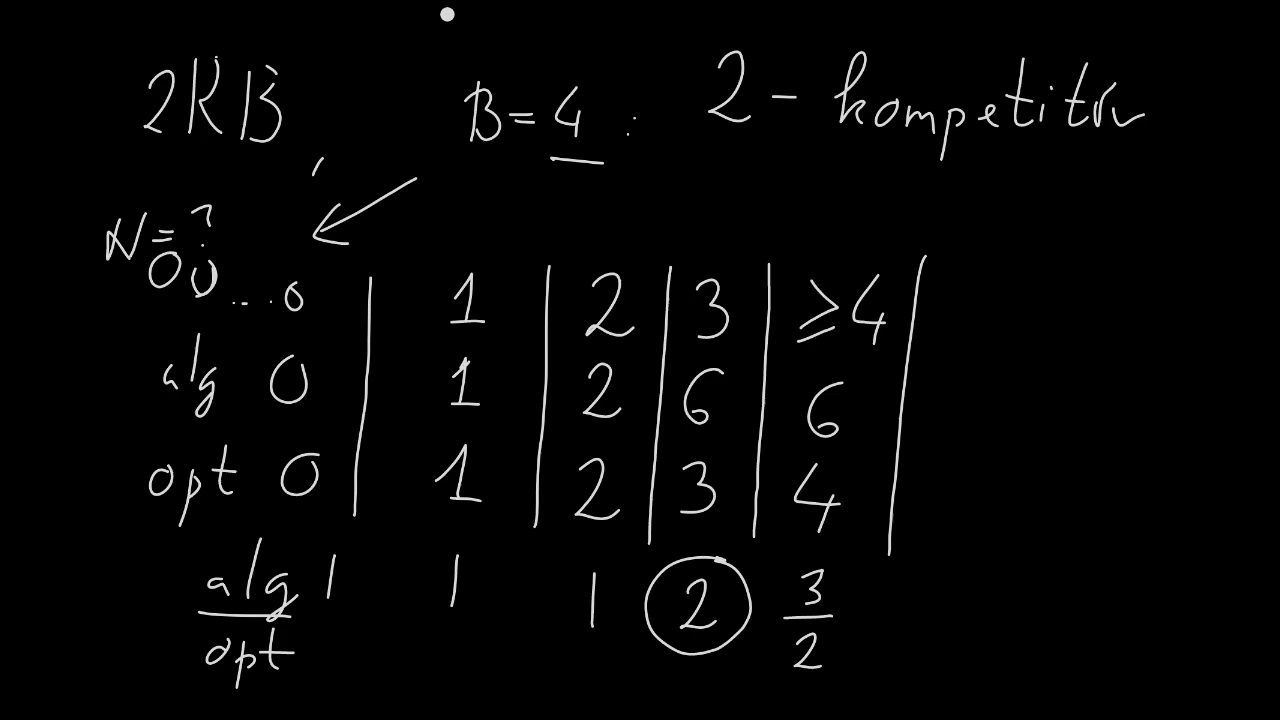 2KB B=4 : 2-kompetitív
N=?
00...0 | 1 | 2 | 3 | ≥4 |
alg 0 | 1 | 2 | 6 | 6
opt 0 | 1 | 2 | 3 | 4
alg/opt 1 1 1 2 3/2